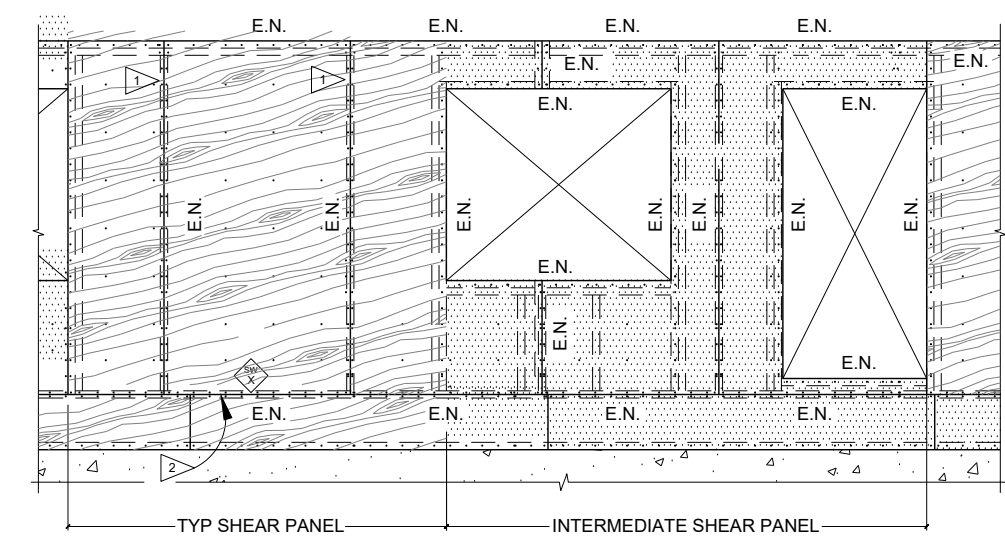 E.N. E.N. E.N. E.N.
E.N. E.N.
1 1
E.N. E.N.
E.N. E.N. E.N. E.N. E.N. E.N. E.N.
E.N.
E.N.
E.N.
SW
X
E.N. E.N. E.N. E.N.
2
TYP SHEAR PANEL INTERMEDIATE SHEAR PANEL